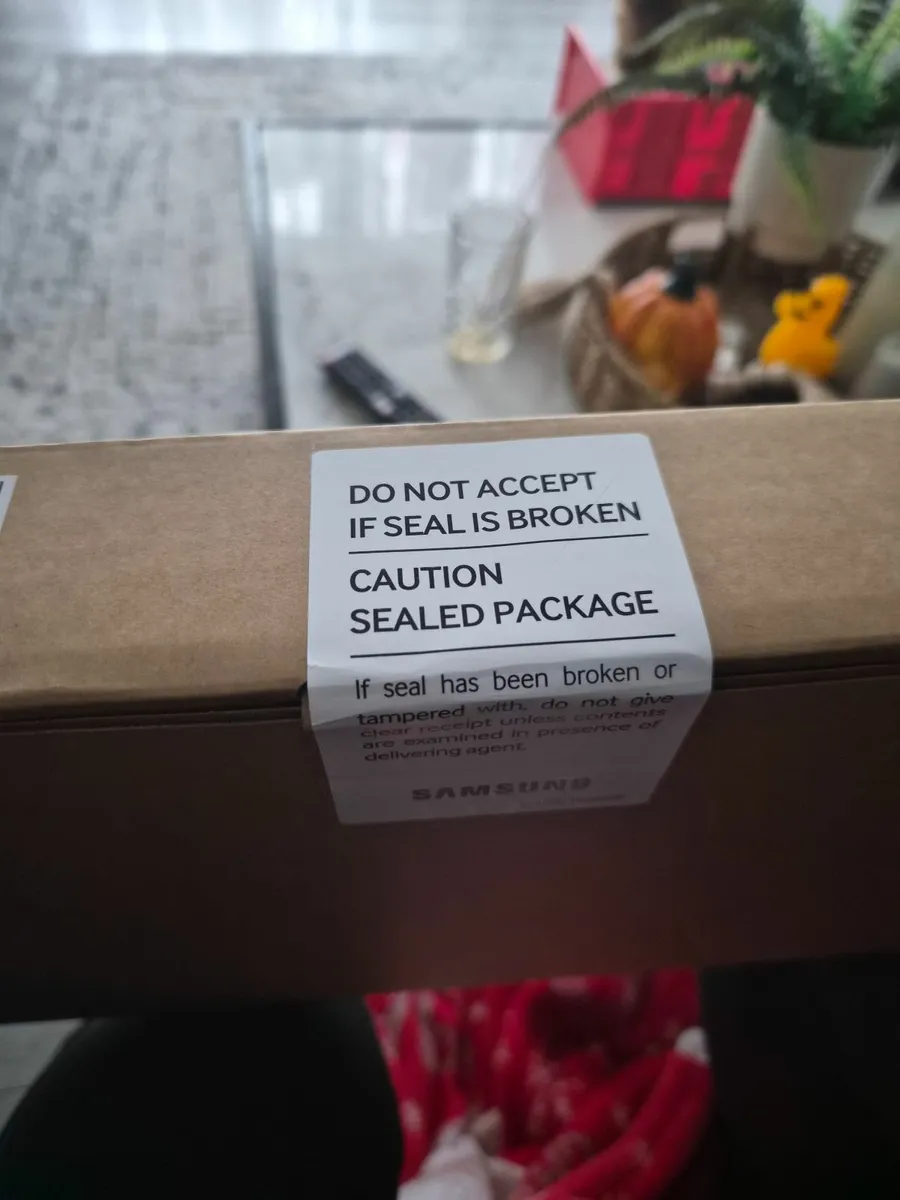 DO NOT ACCEPT
IF SEAL IS BROKEN
CAUTION
SEALED PACKAGE
If seal has been broken or
tampered with, do not give
clear receipt unless contents
are examined in presence of
delivering agent.
SAMSUNG